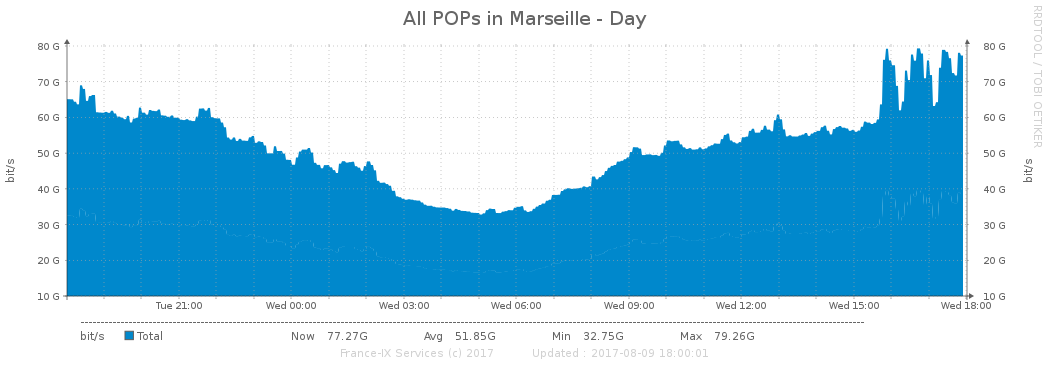 All POPs in Marseille - Day
RRDTOOL / TOBI OETIKER
80 G 80 G
70 G 70 G
60 G 60 G
50 G 50 G
40 G 40 G
30 G 30 G
20 G 20 G
10 G 10 G
bit/s
bit/s
Tue 21:00 Wed 00:00 Wed 03:00 Wed 06:00 Wed 09:00 Wed 12:00 Wed 15:00 Wed 18:00
bit/s Total Now 77.27G Avg 51.85G Min 32.75G Max 79.26G
France-IX Services (c) 2017 Updated : 2017-08-09 18:00:01